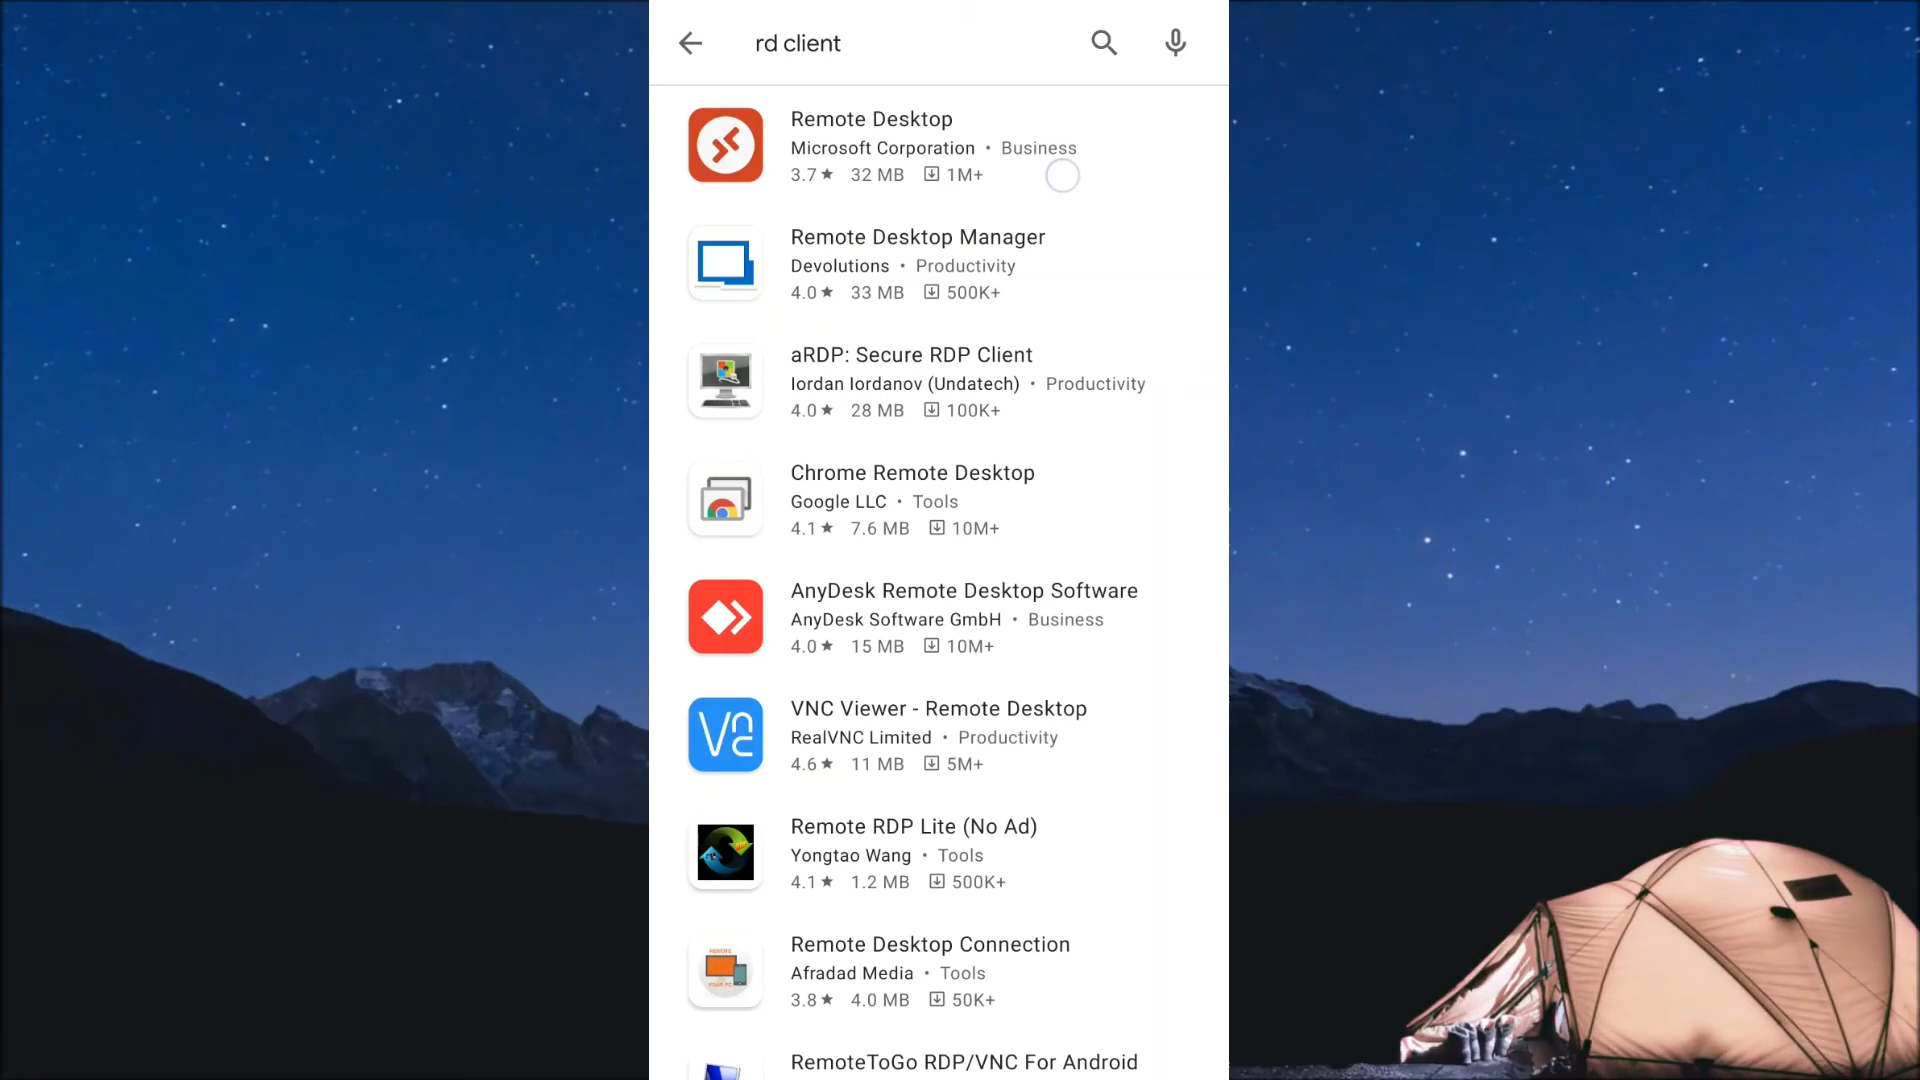 rd client
Remote Desktop
Microsoft Corporation • Business
3.7★ 32 MB 1M+
Remote Desktop Manager
Devolutions • Productivity
4.0★ 33 MB 500K+
aRDP: Secure RDP Client
Iordan Iordanov (Undatech) • Productivity
4.0★ 28 MB 100K+
Chrome Remote Desktop
Google LLC • Tools
4.1★ 7.6 MB 10M+
AnyDesk Remote Desktop Software
AnyDesk Software GmbH • Business
4.0★ 15 MB 10M+
VNC Viewer - Remote Desktop
RealVNC Limited • Productivity
4.6★ 11 MB 5M+
Remote RDP Lite (No Ad)
Yongtao Wang • Tools
4.1★ 1.2 MB 500K+
REMOTE
YOUR PC
Remote Desktop Connection
Afradad Media • Tools
3.8★ 4.0 MB 50K+
RemoteToGo RDP/VNC For Android